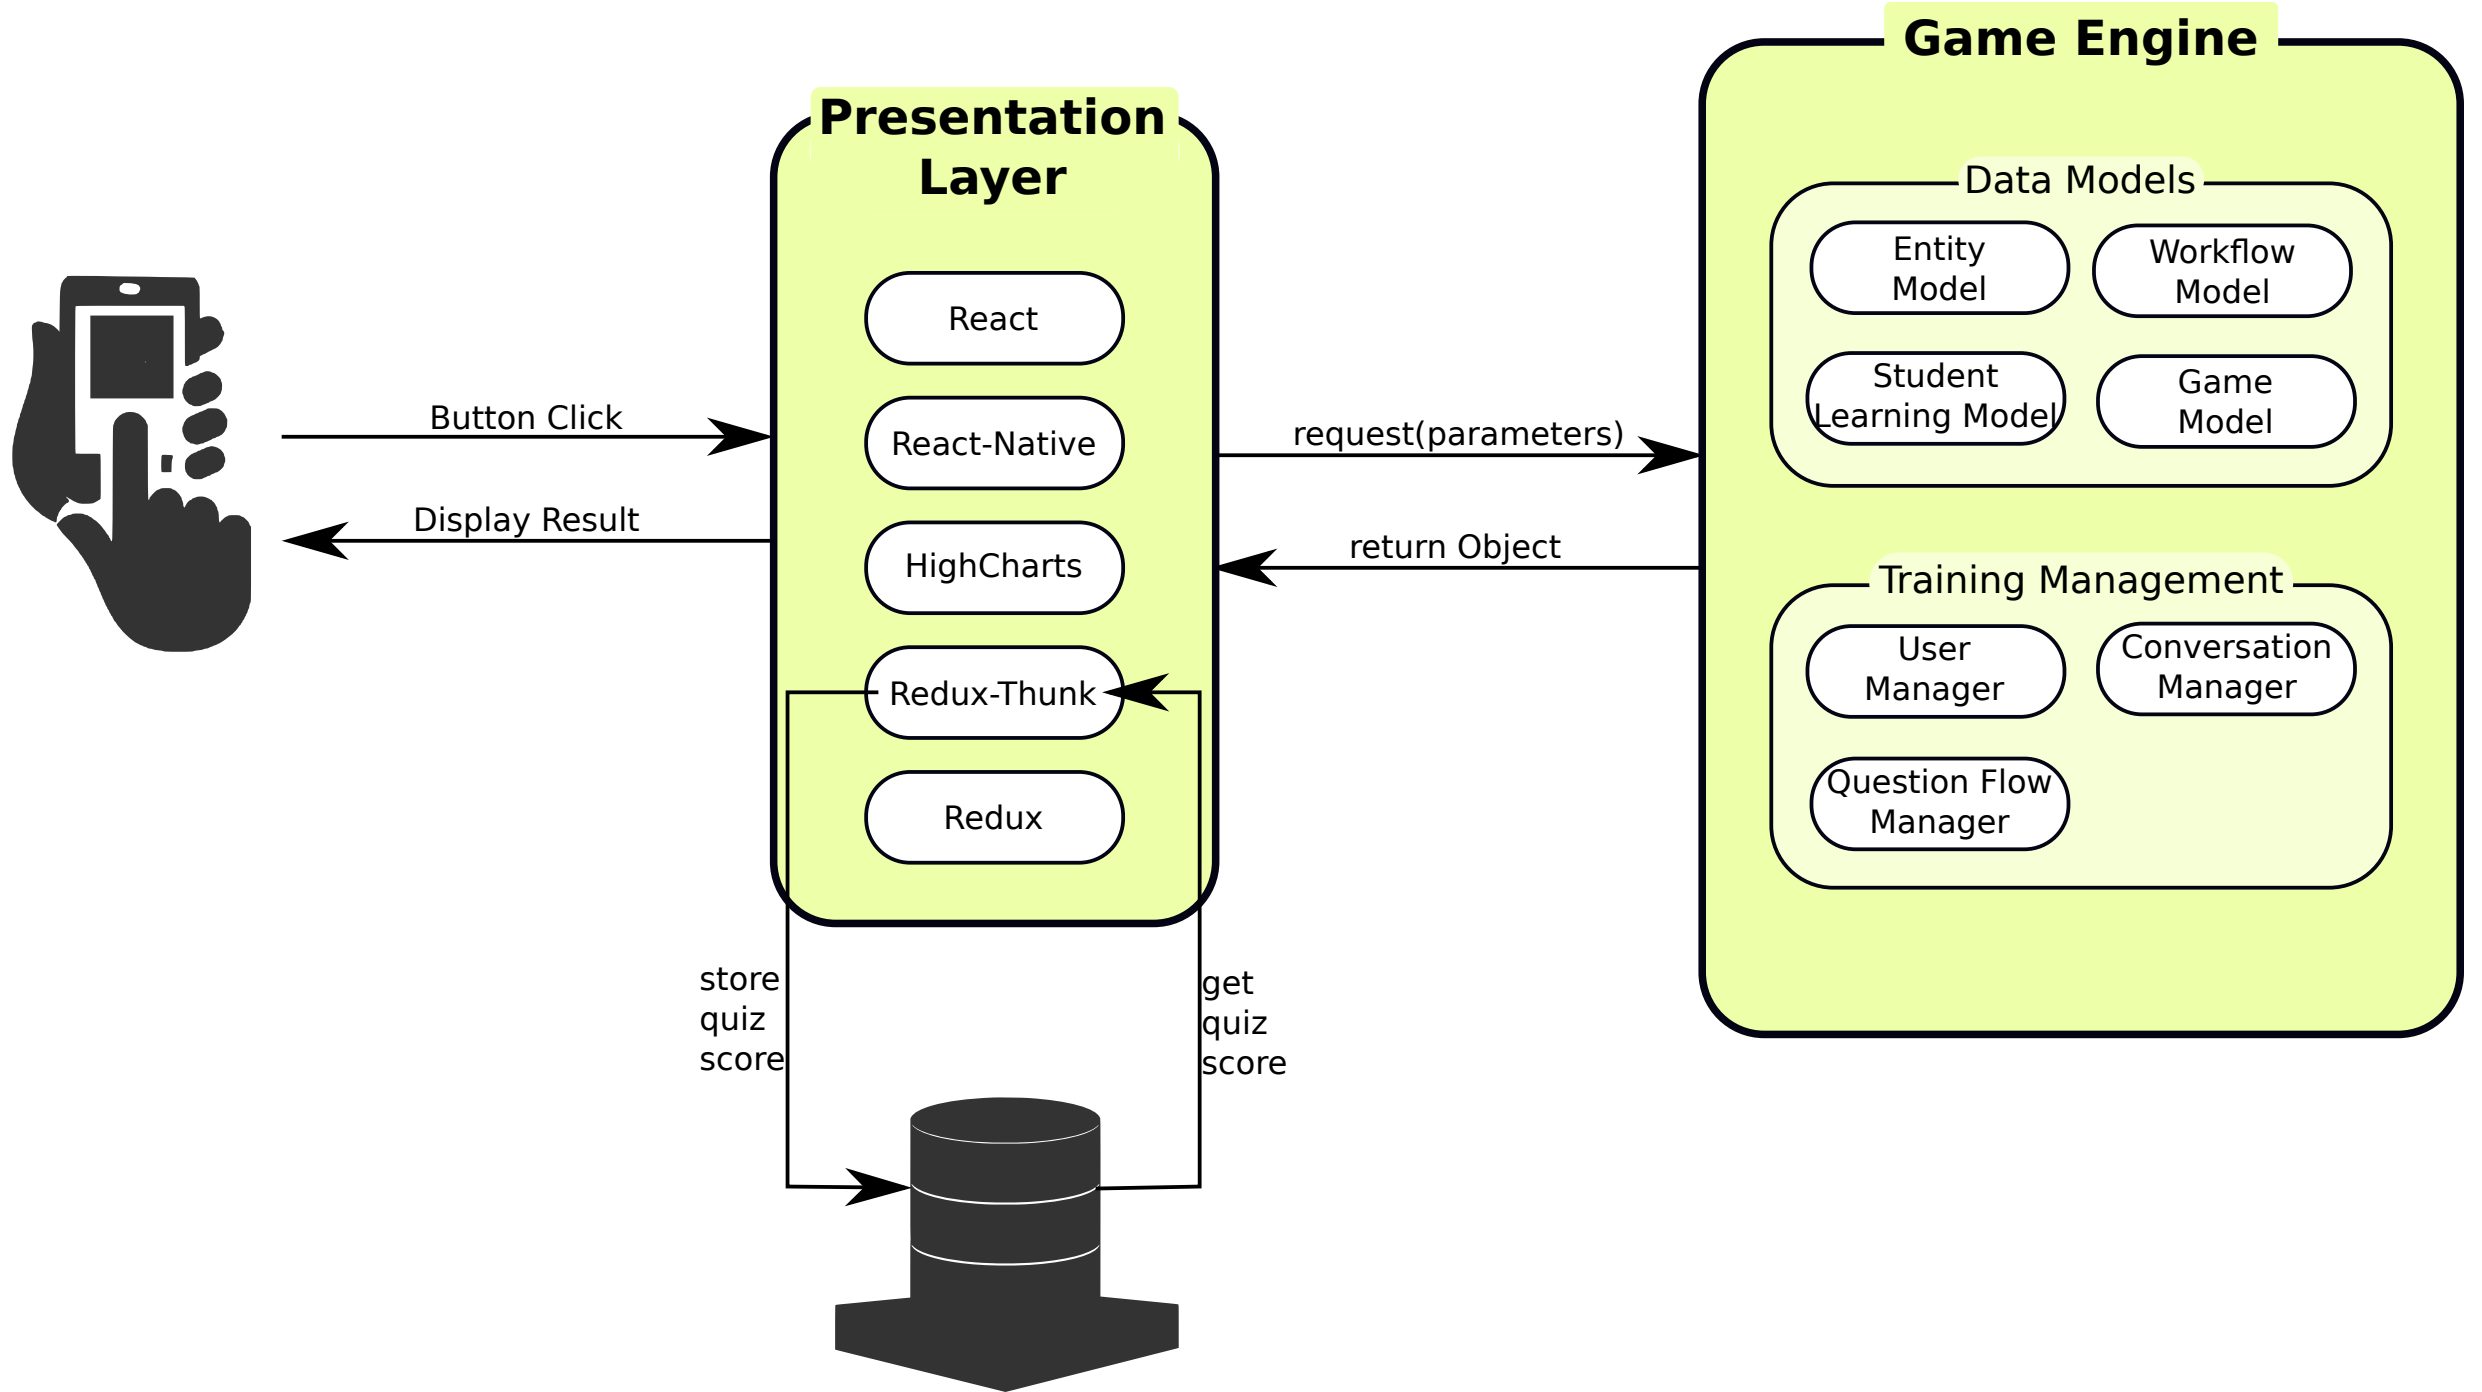 Game Engine
Presentation
Layer
Data Models
Entity
Model
Workflow
Model
Student
Learning Model
Game
Model
React
React-Native
HighCharts
Redux-Thunk
Redux
Button Click
Display Result
request(parameters)
return Object
Training Management
User
Manager
Conversation
Manager
Question Flow
Manager
store
quiz
score
get
quiz
score